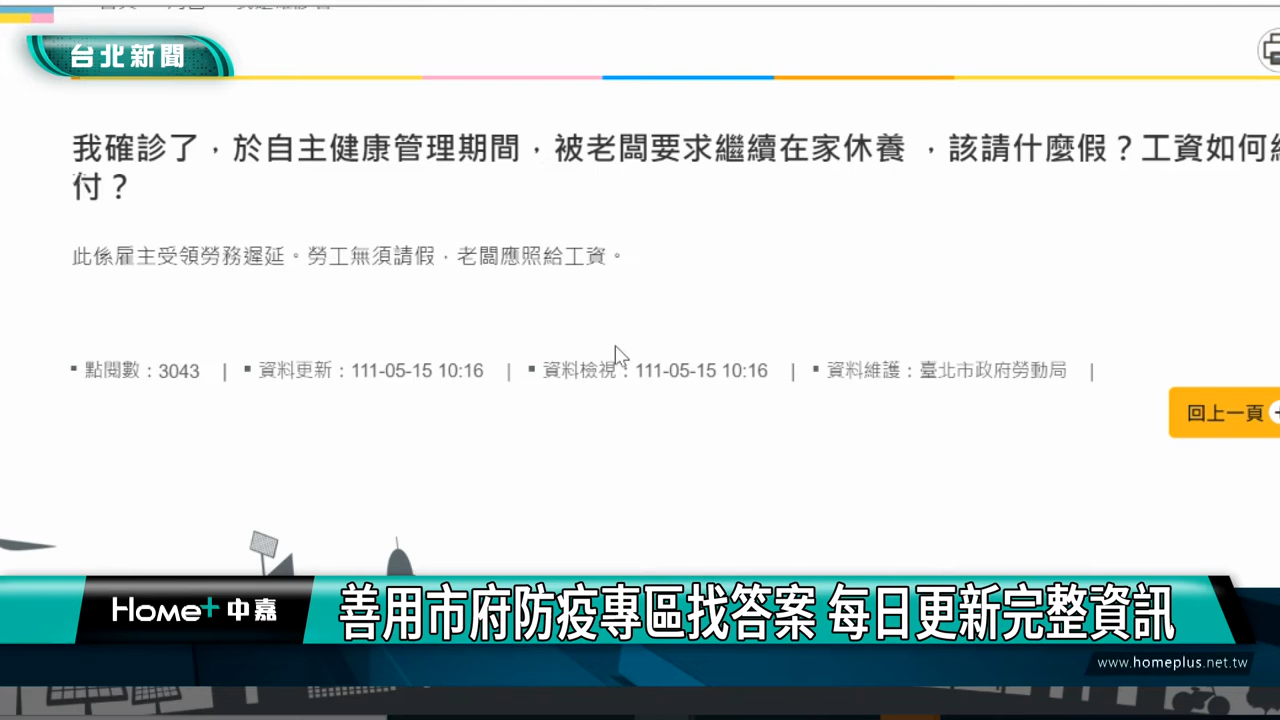 台北新聞
我確診了，於自主健康管理期間，被老闆要求繼續在家休養 ，該請什麼假？工資如何
付？
此係雇主受領勞務遲延。勞工無須請假，老闆應照給工資。
▪ 點閱數：3043 | ▪ 資料更新：111-05-15 10:16 | ▪ 資料檢視：111-05-15 10:16 | ▪ 資料維護：臺北市政府勞動局 |
回上一頁
Home+ 中嘉
善用市府防疫專區找答案 每日更新完整資訊
www.homeplus.net.tw